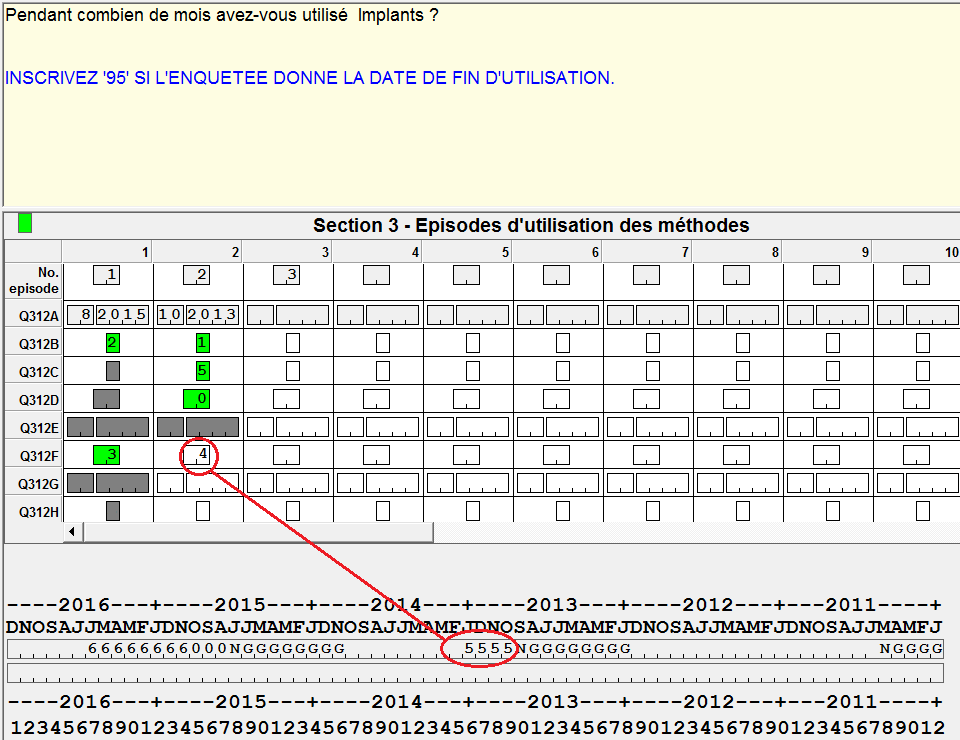 Pendant combien de mois avez-vous utilisé Implants ?
INSCRIVEZ '95' SI L'ENQUETEE DONNE LA DATE DE FIN D'UTILISATION.
Section 3 - Episodes d'utilisation des méthodes
1 2 3 4 5 6 7 8 9 10
No. episode 1 2 3
Q312A 8 2015 10 2013
Q312B 2 1
Q312C 5
Q312D 0
Q312E
Q312F 3 4
Q312G
Q312H
----2016---+----2015---+----2014---+----2013---+----2012---+----2011---+
DNOSAJJMAMFJDNOSAJJMAMFJDNOSAJJMAMFJDNOSAJJMAMFJDNOSAJJMAMFJDNOSAJJMAMFJ
66666666000NGGGGGGGG 5555NGGGGGGGG NGGGG
----2016---+----2015---+----2014---+----2013---+----2012---+----2011---+
123456789012345678901234567890123456789012345678901234567890123456789012